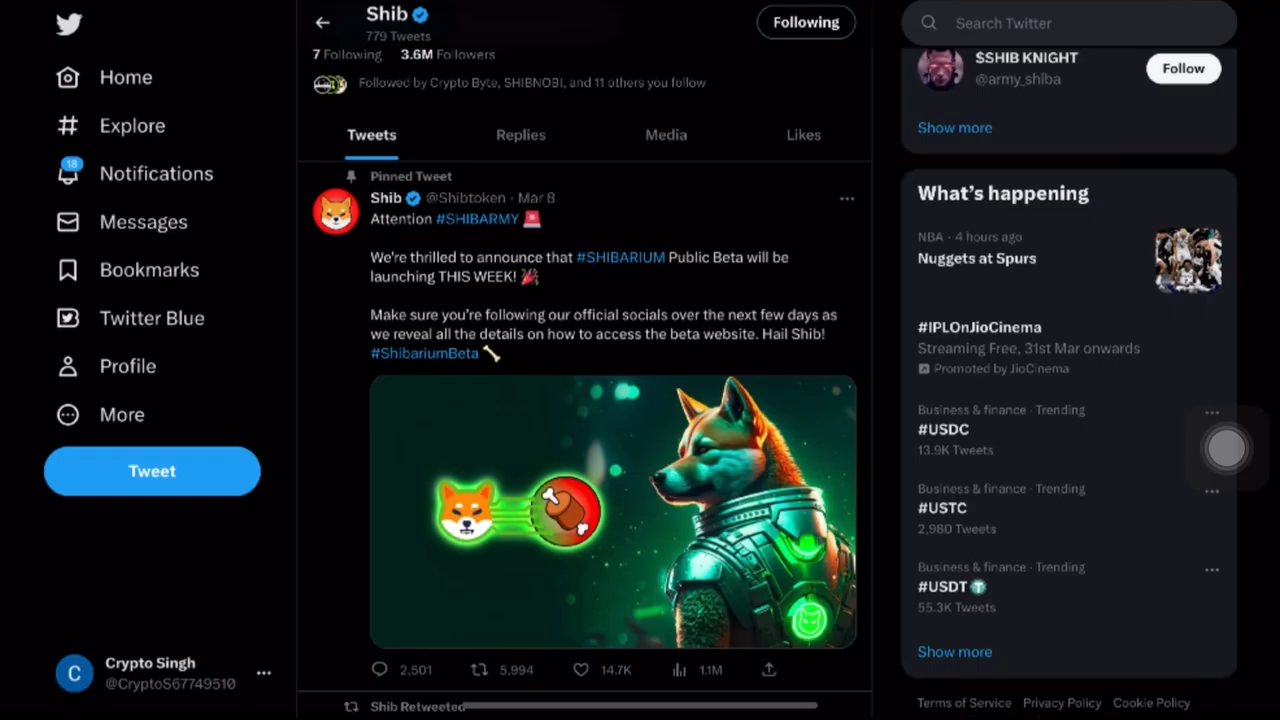 Home
Explore
18
Notifications
Messages
Bookmarks
Twitter Blue
Profile
More
Tweet
C
Crypto Singh
@CryptoS67749510
Shib
779 Tweets
Following
7 Following 3.6M Followers
Followed by Crypto Byte, SHIBNOBI, and 11 others you follow
Tweets Replies Media Likes
Pinned Tweet
Shib @Shibtoken · Mar 8
Attention #SHIBARMY 🚨
We're thrilled to announce that #SHIBARIUM Public Beta will be
launching THIS WEEK! 🎉
Make sure you're following our official socials over the next few days as
we reveal all the details on how to access the beta website. Hail Shib!
#ShibariumBeta 🦴
2,501 5,994 14.7K 1.1M
Shib Retweeted
Search Twitter
$SHIB KNIGHT
@army_shiba
Follow
Show more
What's happening
NBA · 4 hours ago
Nuggets at Spurs
#IPLOnJioCinema
Streaming Free, 31st Mar onwards
Promoted by JioCinema
Business & finance · Trending
#USDC
13.9K Tweets
Business & finance · Trending
#USTC
2,980 Tweets
Business & finance · Trending
#USDT
55.3K Tweets
Show more
Terms of Service Privacy Policy Cookie Policy